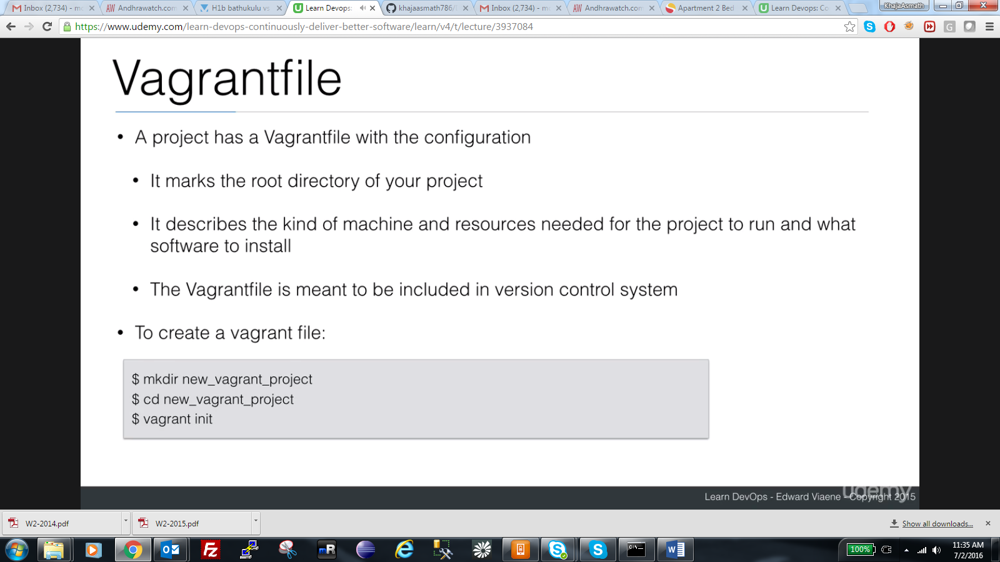 Inbox (2,734) - mc
Andhrawatch.com
H1b bathukulu vs
Learn Devops:
khajaasmath786/
Inbox (2,734) - mc
Andhrawatch.com
Apartment 2 Bed
Learn Devops: Co
KhajaAsmath
https://www.udemy.com/learn-devops-continuously-deliver-better-software/learn/v4/t/lecture/3937084
Vagrantfile
• A project has a Vagrantfile with the configuration
• It marks the root directory of your project
• It describes the kind of machine and resources needed for the project to run and what
software to install
• The Vagrantfile is meant to be included in version control system
• To create a vagrant file:
$ mkdir new_vagrant_project
$ cd new_vagrant_project
$ vagrant init
udemy
Learn DevOps - Edward Viaene - Copyright 2015
W2-2014.pdf
W2-2015.pdf
Show all downloads...
100%
11:35 AM
7/2/2016